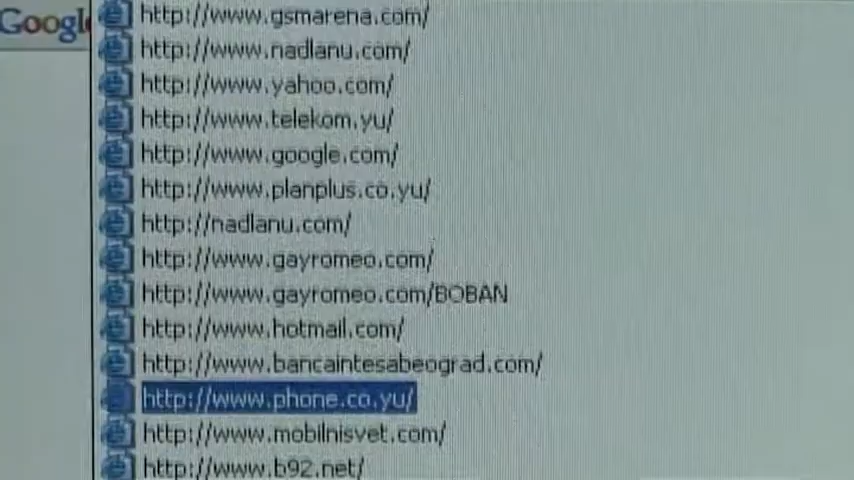 Google
http://www.gsmarena.com/
http://www.nadlanu.com/
http://www.yahoo.com/
http://www.telekom.yu/
http://www.google.com/
http://www.planplus.co.yu/
http://nadlanu.com/
http://www.gayromeo.com/
http://www.gayromeo.com/BOBAN
http://www.hotmail.com/
http://www.bancaintesabeograd.com/
http://www.phone.co.yu/
http://www.mobilnisvet.com/
http://www.b92.net/